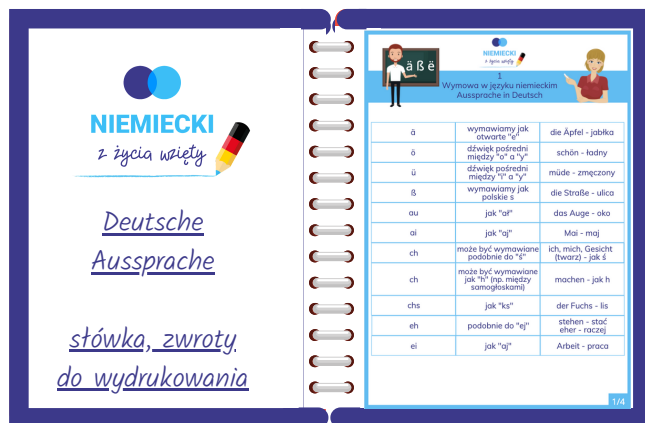 NIEMIECKI
z życia wzięty
Deutsche
Aussprache
słówka, zwroty
do wydrukowania
ä ß ë
NIEMIECKI
z życia wzięty
1
Wymowa w języku niemieckim
Aussprache in Deutsch
ä wymawiamy jak otwarte "e" die Äpfel - jabłka
ö dźwięk pośredni między "o" a "y" schön - ładny
ü dźwięk pośredni między "i" a "y" müde - zmęczony
ß wymawiamy jak polskie s die Straße - ulica
au jak "ał" das Auge - oko
ai jak "aj" Mai - maj
ch może być wymawiane podobnie do "ś" ich, mich, Gesicht (twarz) - jak ś
ch może być wymawiane jak "h" (np. między samogłoskami) machen - jak h
chs jak "ks" der Fuchs - lis
eh podobnie do "ej" stehen - stać eher - raczej
ei jak "aj" Arbeit - praca
1/4